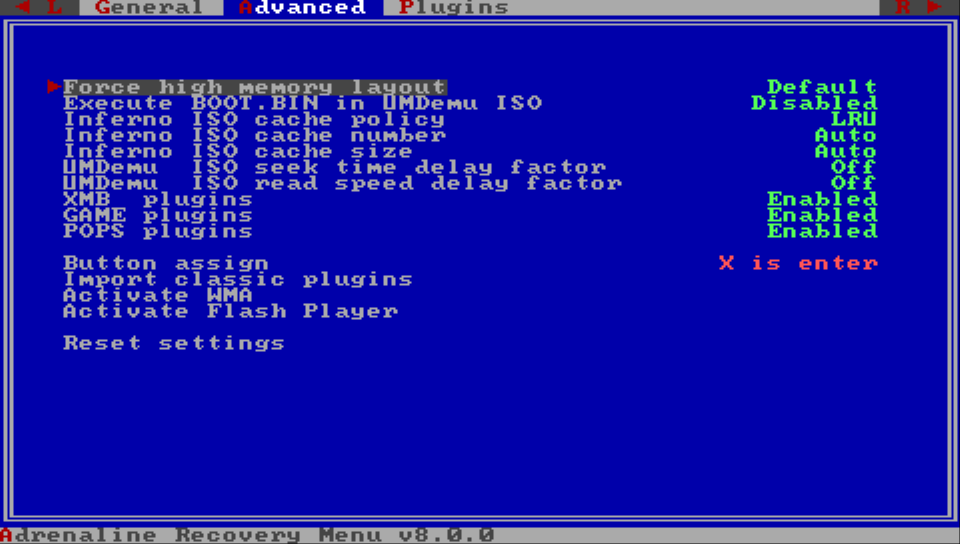 ◄ L General Advanced Plugins R ►
►Force high memory layout Default
Execute BOOT.BIN in UMDemu ISO Disabled
Inferno ISO cache policy LRU
Inferno ISO cache number Auto
Inferno ISO cache size Auto
UMDemu ISO seek time delay factor Off
UMDemu ISO read speed delay factor Off
XMB plugins Enabled
GAME plugins Enabled
POPS plugins Enabled
Button assign X is enter
Import classic plugins
Activate WMA
Activate Flash Player
Reset settings
Adrenaline Recovery Menu v8.0.0